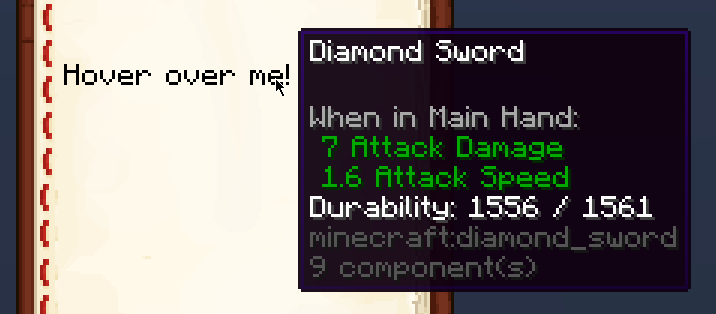 Hover over me!
Diamond Sword
When in Main Hand:
7 Attack Damage
1.6 Attack Speed
Durability: 1556 / 1561
minecraft:diamond_sword
9 component(s)